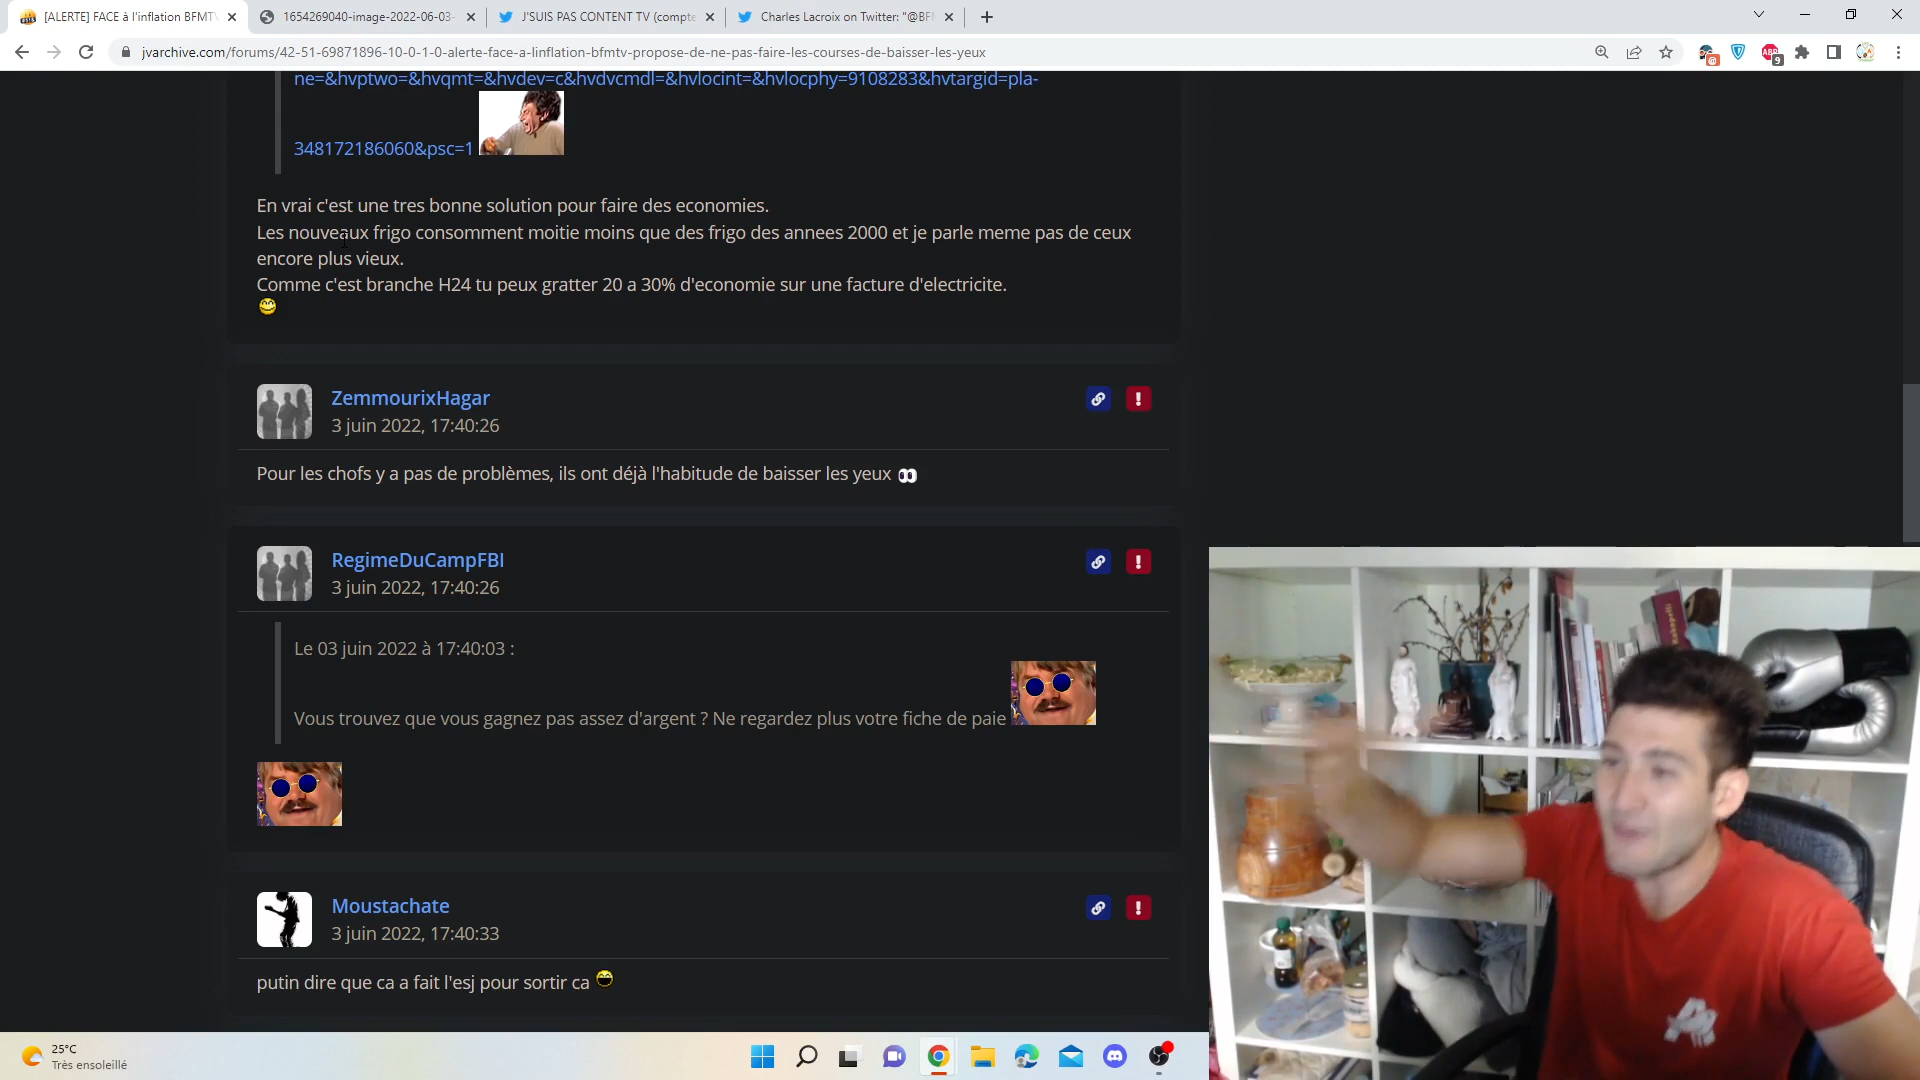 [ALERTE] FACE à l'inflation BFMT
1654269040-image-2022-06-03-
J'SUIS PAS CONTENT TV (compte
Charles Lacroix on Twitter: "@BF
jvarchive.com/forums/42-51-69871896-10-0-1-0-alerte-face-a-linflation-bfmtv-propose-de-ne-pas-faire-les-courses-de-baisser-les-yeux
ABP
9
ne=&hvptwo=&hvqmt=&hvdev=c&hvdvcmdl=&hvlocint=&hvlocphy=9108283&hvtargid=pla-
348172186060&psc=1
En vrai c'est une tres bonne solution pour faire des economies.
Les nouveaux frigo consomment moitie moins que des frigo des annees 2000 et je parle meme pas de ceux
encore plus vieux.
Comme c'est branche H24 tu peux gratter 20 a 30% d'economie sur une facture d'electricite.
ZemmourixHagar
3 juin 2022, 17:40:26
Pour les chofs y a pas de problèmes, ils ont déjà l'habitude de baisser les yeux
RegimeDuCampFBI
3 juin 2022, 17:40:26
Le 03 juin 2022 à 17:40:03 :
Vous trouvez que vous gagnez pas assez d'argent ? Ne regardez plus votre fiche de paie
Moustachate
3 juin 2022, 17:40:33
putin dire que ca a fait l'esj pour sortir ca
25°C
Très ensoleillé